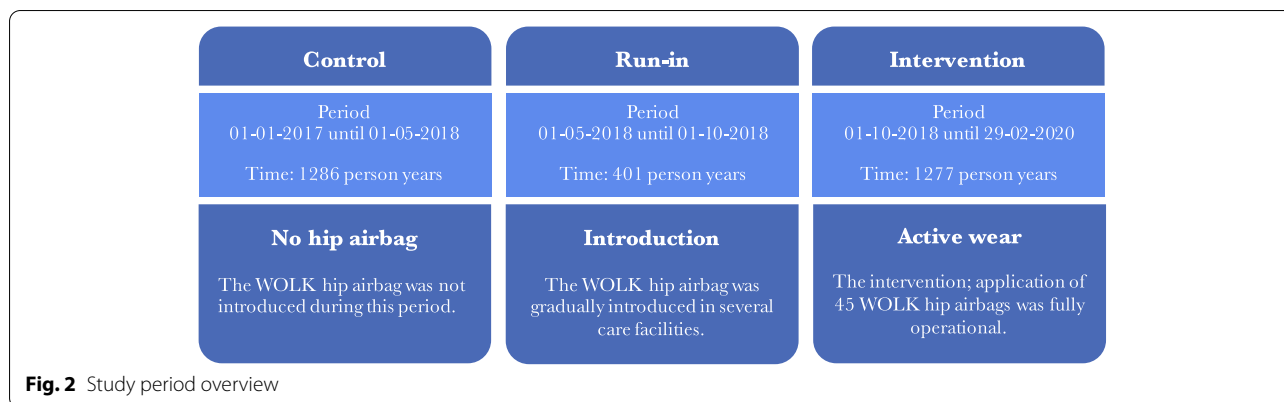 Control
Period
01-01-2017 until 01-05-2018
Time: 1286 person years
No hip airbag
The WOLK hip airbag was not
introduced during this period.
Run-in
Period
01-05-2018 until 01-10-2018
Time: 401 person years
Introduction
The WOLK hip airbag was
gradually introduced in several
care facilities.
Intervention
Period
01-10-2018 until 29-02-2020
Time: 1277 person years
Active wear
The intervention; application of
45 WOLK hip airbags was fully
operational.
Fig. 2 Study period overview